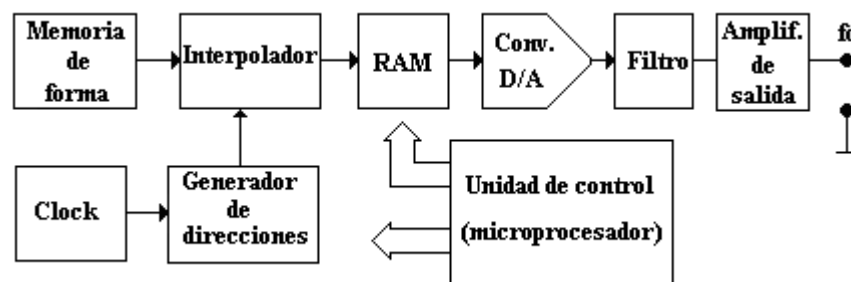 Memoria
de
forma
Interpolador
RAM
Conv.
D/A
Filtro
Amplif.
de
salida
Clock
Generador
de
direcciones
Unidad de control
(microprocesador)